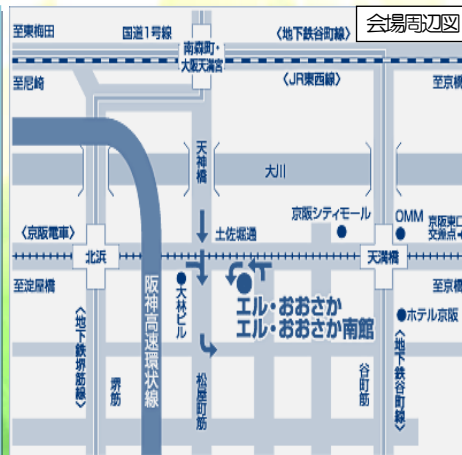 会場周辺図
至東梅田
国道1号線
〈地下鉄谷町線〉
南森町・
大阪天満宮
至尼崎
〈JR東西線〉
至京橋
天神橋
大川
京阪シティモール
OMM
京阪東口
交差点
〈京阪電車〉
土佐堀通
北浜
天満橋
至淀屋橋
至京橋
大林ビル
エル・おおさか
エル・おおさか南館
ホテル京阪
阪神高速環状線
〈地下鉄堺筋線〉
堺筋
松屋町筋
谷町筋
〈地下鉄谷町線〉